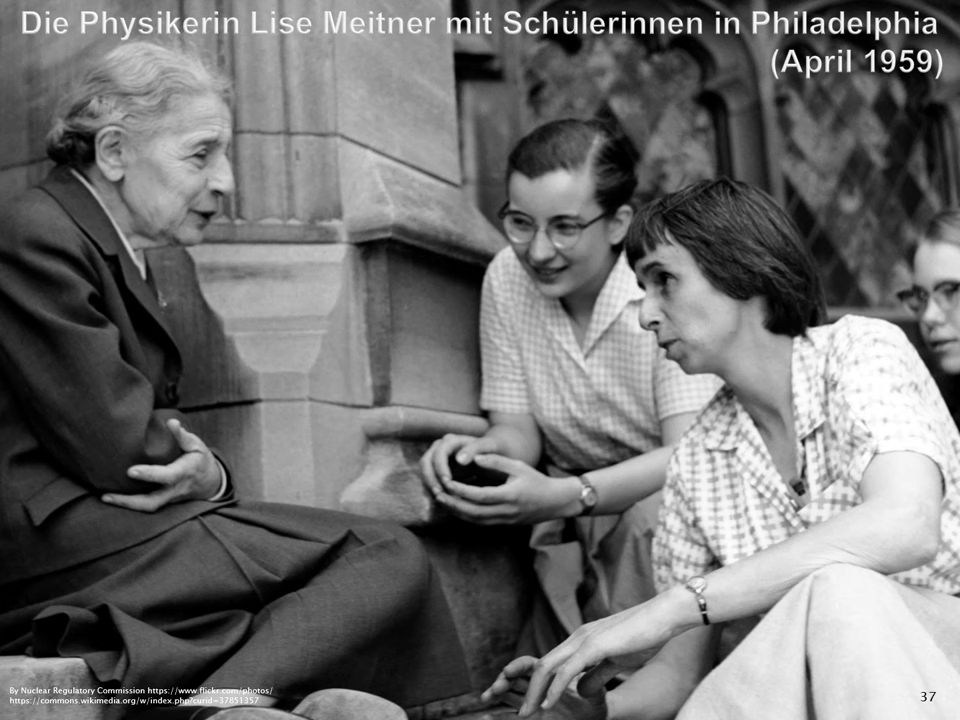 Die Physikerin Lise Meitner mit Schülerinnen in Philadelphia
(April 1959)
By Nuclear Regulatory Commission https://www.flickr.com/photos/
https://commons.wikimedia.org/w/index.php?curid=37851357
37